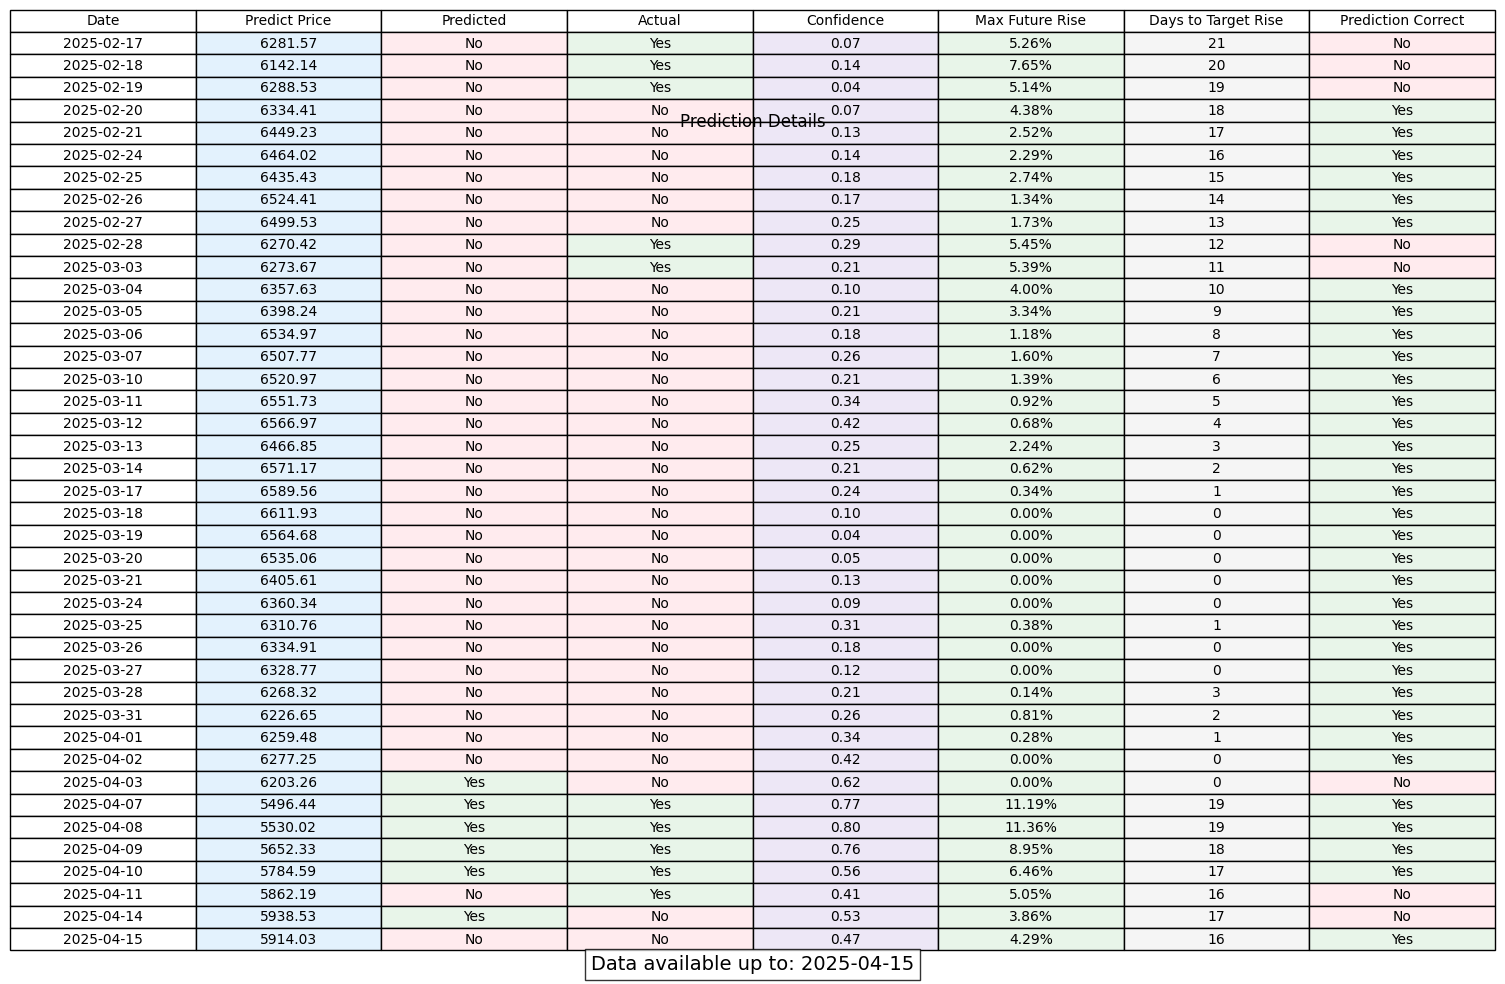 Date Predict Price Predicted Actual Confidence Max Future Rise Days to Target Rise Prediction Correct
2025-02-17 6281.57 No Yes 0.07 5.26% 21 No
2025-02-18 6142.14 No Yes 0.14 7.65% 20 No
2025-02-19 6288.53 No Yes 0.04 5.14% 19 No
2025-02-20 6334.41 No No 0.07 4.38% 18 Yes
Prediction Details
2025-02-21 6449.23 No No 0.13 2.52% 17 Yes
2025-02-24 6464.02 No No 0.14 2.29% 16 Yes
2025-02-25 6435.43 No No 0.18 2.74% 15 Yes
2025-02-26 6524.41 No No 0.17 1.34% 14 Yes
2025-02-27 6499.53 No No 0.25 1.73% 13 Yes
2025-02-28 6270.42 No Yes 0.29 5.45% 12 No
2025-03-03 6273.67 No Yes 0.21 5.39% 11 No
2025-03-04 6357.63 No No 0.10 4.00% 10 Yes
2025-03-05 6398.24 No No 0.21 3.34% 9 Yes
2025-03-06 6534.97 No No 0.18 1.18% 8 Yes
2025-03-07 6507.77 No No 0.26 1.60% 7 Yes
2025-03-10 6520.97 No No 0.21 1.39% 6 Yes
2025-03-11 6551.73 No No 0.34 0.92% 5 Yes
2025-03-12 6566.97 No No 0.42 0.68% 4 Yes
2025-03-13 6466.85 No No 0.25 2.24% 3 Yes
2025-03-14 6571.17 No No 0.21 0.62% 2 Yes
2025-03-17 6589.56 No No 0.24 0.34% 1 Yes
2025-03-18 6611.93 No No 0.10 0.00% 0 Yes
2025-03-19 6564.68 No No 0.04 0.00% 0 Yes
2025-03-20 6535.06 No No 0.05 0.00% 0 Yes
2025-03-21 6405.61 No No 0.13 0.00% 0 Yes
2025-03-24 6360.34 No No 0.09 0.00% 0 Yes
2025-03-25 6310.76 No No 0.31 0.38% 1 Yes
2025-03-26 6334.91 No No 0.18 0.00% 0 Yes
2025-03-27 6328.77 No No 0.12 0.00% 0 Yes
2025-03-28 6268.32 No No 0.21 0.14% 3 Yes
2025-03-31 6226.65 No No 0.26 0.81% 2 Yes
2025-04-01 6259.48 No No 0.34 0.28% 1 Yes
2025-04-02 6277.25 No No 0.42 0.00% 0 Yes
2025-04-03 6203.26 Yes No 0.62 0.00% 0 No
2025-04-07 5496.44 Yes Yes 0.77 11.19% 19 Yes
2025-04-08 5530.02 Yes Yes 0.80 11.36% 19 Yes
2025-04-09 5652.33 Yes Yes 0.76 8.95% 18 Yes
2025-04-10 5784.59 Yes Yes 0.56 6.46% 17 Yes
2025-04-11 5862.19 No Yes 0.41 5.05% 16 No
2025-04-14 5938.53 Yes No 0.53 3.86% 17 No
2025-04-15 5914.03 No No 0.47 4.29% 16 Yes
Data available up to: 2025-04-15